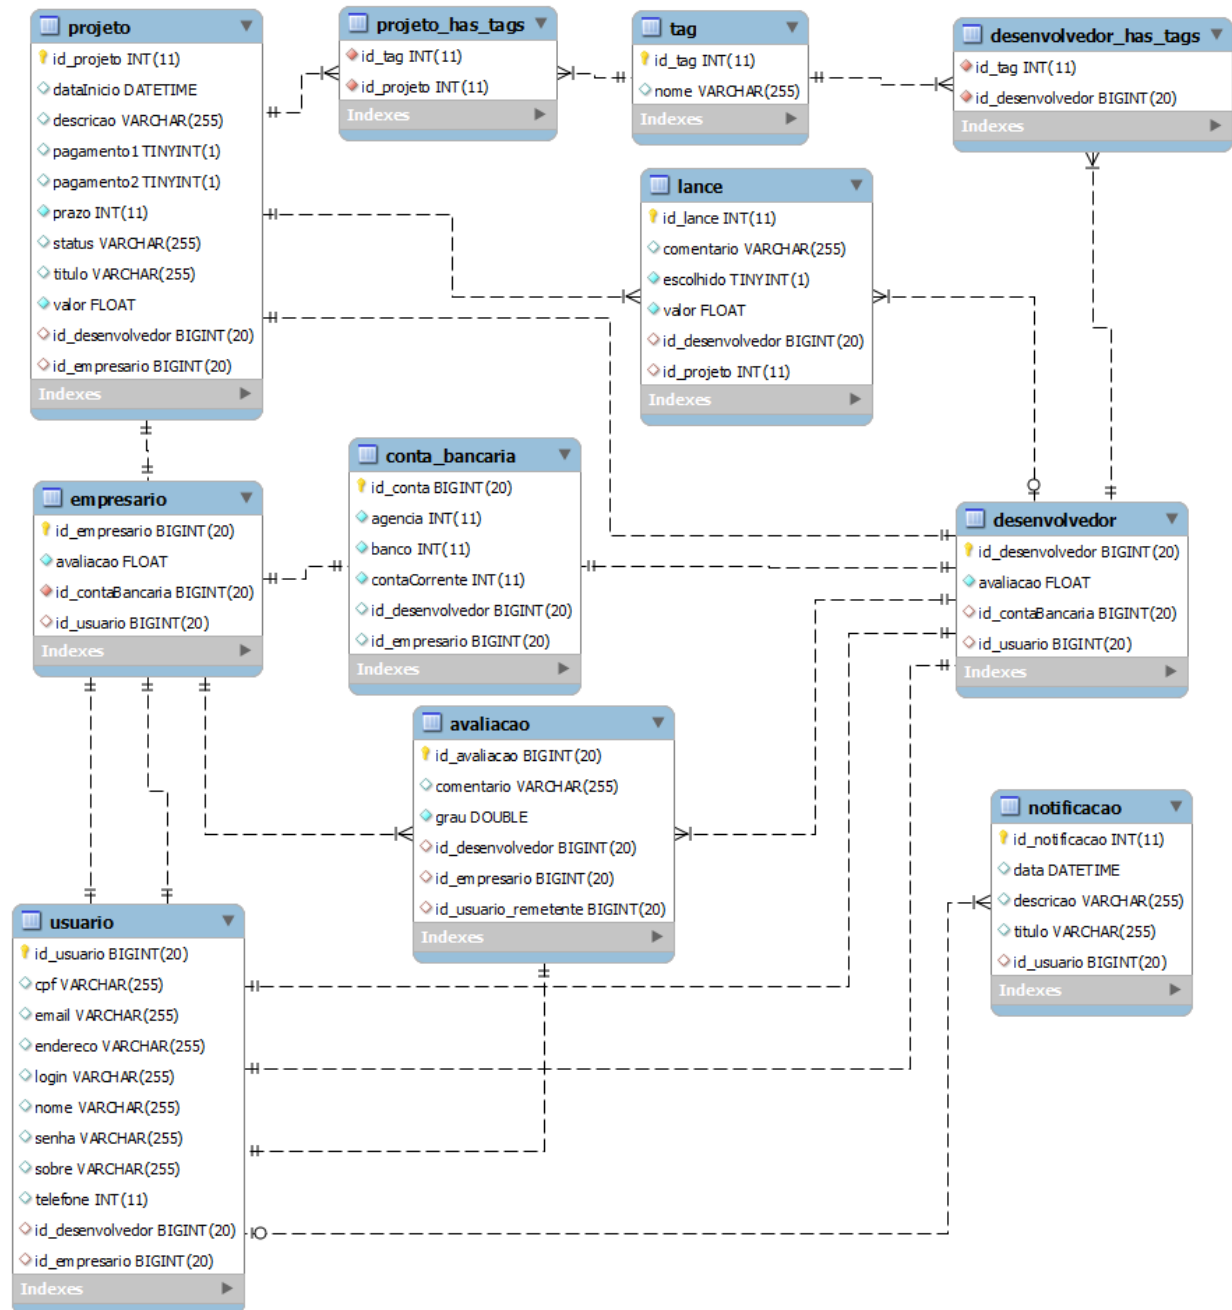 projeto
id_projeto INT(11)
dataInicio DATETIME
descricao VARCHAR(255)
pagamento1 TINYINT(1)
pagamento2 TINYINT(1)
prazo INT(11)
status VARCHAR(255)
titulo VARCHAR(255)
valor FLOAT
id_desenvolvedor BIGINT(20)
id_empresario BIGINT(20)
Indexes
projeto_has_tags
id_tag INT(11)
id_projeto INT(11)
Indexes
tag
id_tag INT(11)
nome VARCHAR(255)
Indexes
desenvolvedor_has_tags
id_tag INT(11)
id_desenvolvedor BIGINT(20)
Indexes
lance
id_lance INT(11)
comentario VARCHAR(255)
escolhido TINYINT(1)
valor FLOAT
id_desenvolvedor BIGINT(20)
id_projeto INT(11)
Indexes
empresario
id_empresario BIGINT(20)
avaliacao FLOAT
id_contaBancaria BIGINT(20)
id_usuario BIGINT(20)
Indexes
conta_bancaria
id_conta BIGINT(20)
agencia INT(11)
banco INT(11)
contaCorrente INT(11)
id_desenvolvedor BIGINT(20)
id_empresario BIGINT(20)
Indexes
desenvolvedor
id_desenvolvedor BIGINT(20)
avaliacao FLOAT
id_contaBancaria BIGINT(20)
id_usuario BIGINT(20)
Indexes
avaliacao
id_avaliacao BIGINT(20)
comentario VARCHAR(255)
grau DOUBLE
id_desenvolvedor BIGINT(20)
id_empresario BIGINT(20)
id_usuario_remetente BIGINT(20)
Indexes
notificacao
id_notificacao INT(11)
data DATETIME
descricao VARCHAR(255)
titulo VARCHAR(255)
id_usuario BIGINT(20)
Indexes
usuario
id_usuario BIGINT(20)
cpf VARCHAR(255)
email VARCHAR(255)
endereco VARCHAR(255)
login VARCHAR(255)
nome VARCHAR(255)
senha VARCHAR(255)
sobre VARCHAR(255)
telefone INT(11)
id_desenvolvedor BIGINT(20)
id_empresario BIGINT(20)
Indexes